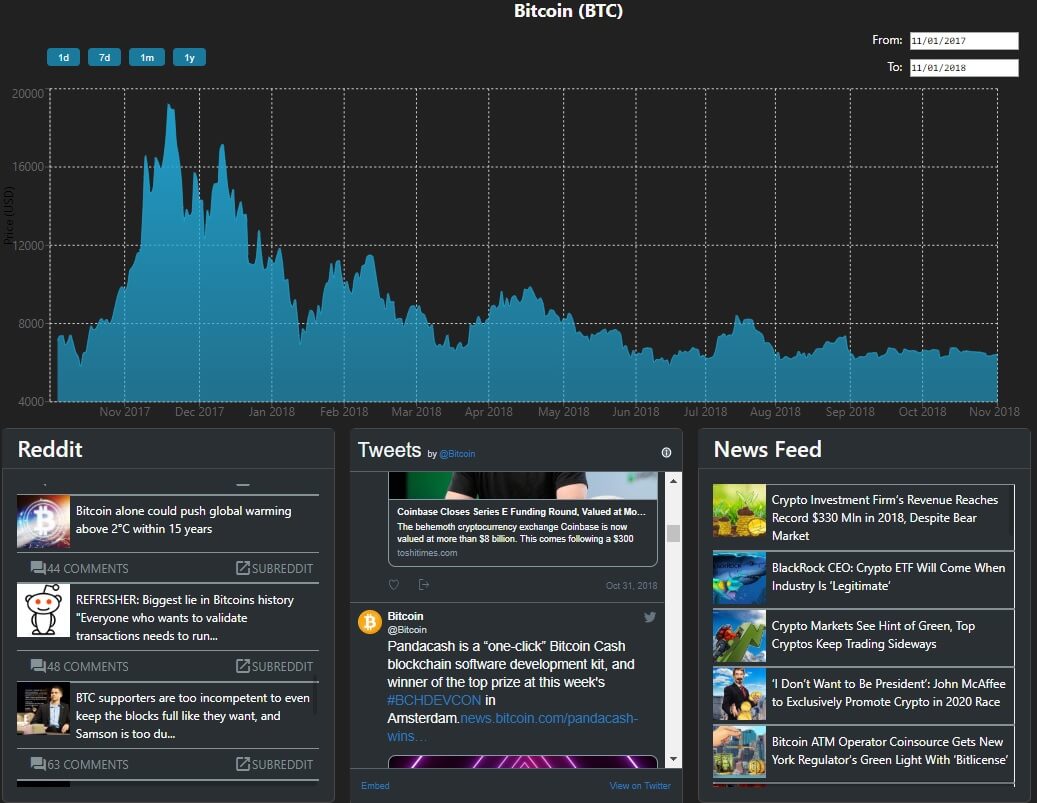 Bitcoin (BTC)
1d 7d 1m 1y
From: 11/01/2017
To: 11/01/2018
Price (USD)
20000
16000
12000
8000
4000
Nov 2017 Dec 2017 Jan 2018 Feb 2018 Mar 2018 Apr 2018 May 2018 Jun 2018 Jul 2018 Aug 2018 Sep 2018 Oct 2018 Nov 2018
Reddit
Bitcoin alone could push global warming
above 2°C within 15 years
44 COMMENTS SUBREDDIT
REFRESHER: Biggest lie in Bitcoins history
"Everyone who wants to validate
transactions needs to run...
48 COMMENTS SUBREDDIT
BTC supporters are too incompetent to even
keep the blocks full like they want, and
Samson is too du...
63 COMMENTS SUBREDDIT
Tweets by @Bitcoin
Coinbase Closes Series E Funding Round, Valued at Mo...
The behemoth cryptocurrency exchange Coinbase is now
valued at more than $8 billion. This comes following a $300
toshitimes.com
Oct 31, 2018
Bitcoin
@Bitcoin
Pandacash is a “one-click” Bitcoin Cash
blockchain software development kit, and
winner of the top prize at this week's
#BCHDEVCON in
Amsterdam.news.bitcoin.com/pandacash-
wins…
Embed View on Twitter
News Feed
Crypto Investment Firm’s Revenue Reaches
Record $330 Mln in 2018, Despite Bear
Market
BlackRock CEO: Crypto ETF Will Come When
Industry Is ‘Legitimate’
Crypto Markets See Hint of Green, Top
Cryptos Keep Trading Sideways
‘I Don’t Want to Be President’: John McAffee
to Exclusively Promote Crypto in 2020 Race
Bitcoin ATM Operator Coinsource Gets New
York Regulator's Green Light With ‘Bitlicense’